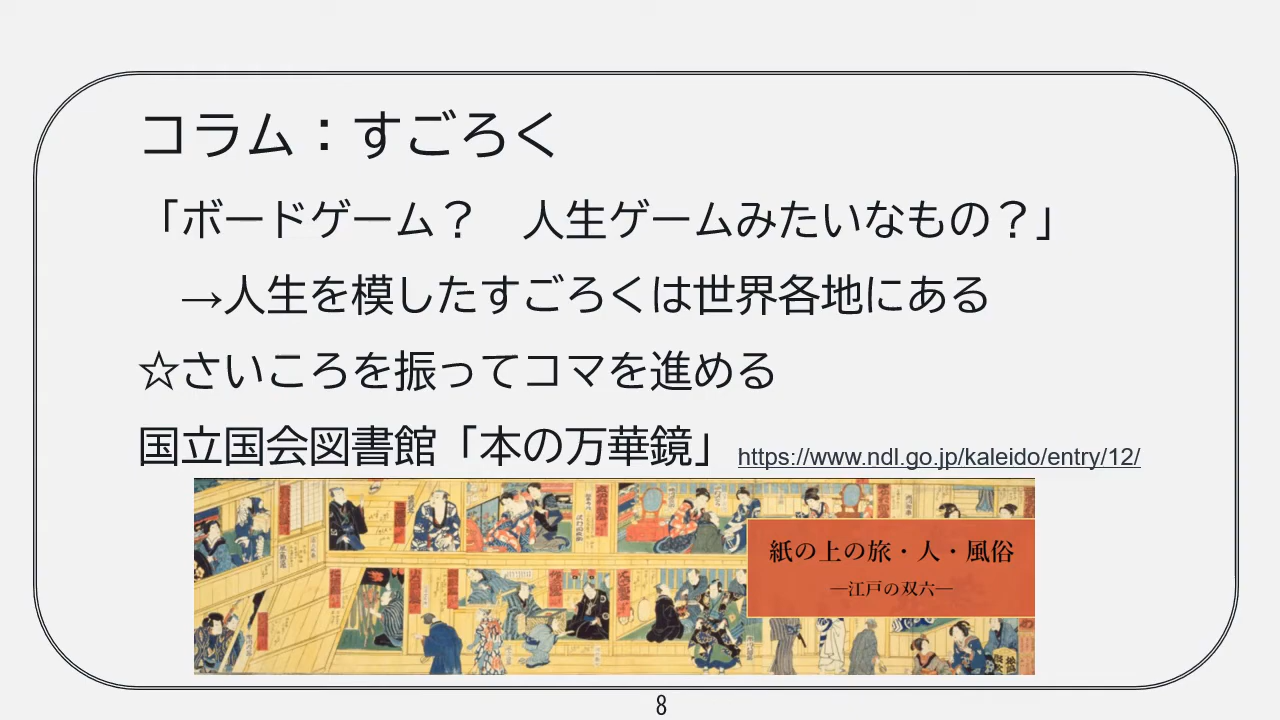 コラム：すごろく
「ボードゲーム？　人生ゲームみたいなもの？」
→人生を模したすごろくは世界各地にある
☆さいころを振ってコマを進める
国立国会図書館「本の万華鏡」 https://www.ndl.go.jp/kaleido/entry/12/
紙の上の旅・人・風俗
―江戸の双六―
8